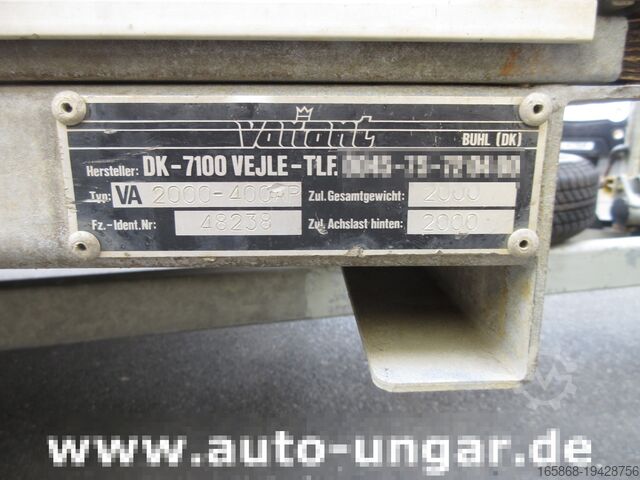 Valiant
BUHL (DK)
Hersteller: DK-7100 VEJLE-TLF.
Typ: VA 2000-400
Zul. Gesamtgewicht: 2000
Fz.-Ident.Nr: 48238
Zul. Achslast hinten: 2000
www.auto-ungar.de
165868-19428756